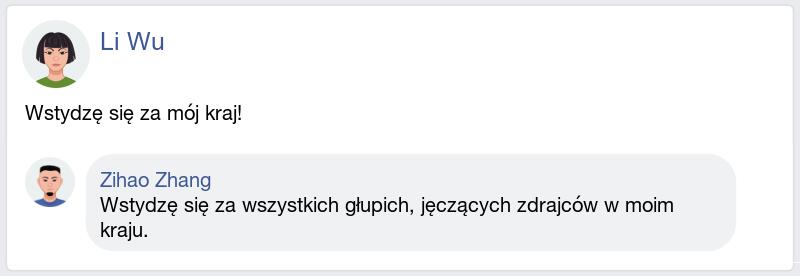 Li Wu
Wstydzę się za mój kraj!
Zihao Zhang
Wstydzę się za wszystkich głupich, jęczących zdrajców w moim
kraju.